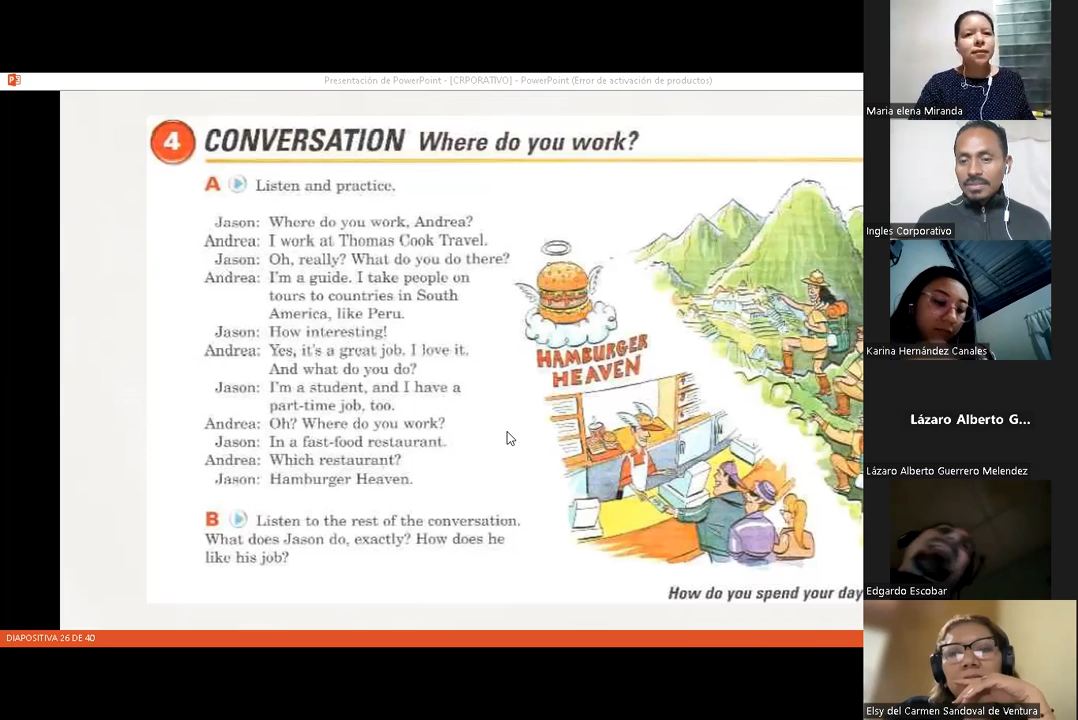 Presentación de PowerPoint - [CRPORATIVO] - PowerPoint (Error de activación de productos)
4 CONVERSATION Where do you work?
A Listen and practice.
Jason: Where do you work, Andrea?
Andrea: I work at Thomas Cook Travel.
Jason: Oh, really? What do you do there?
Andrea: I'm a guide. I take people on
tours to countries in South
America, like Peru.
Jason: How interesting!
Andrea: Yes, it's a great job. I love it.
And what do you do?
Jason: I'm a student, and I have a
part-time job, too.
Andrea: Oh? Where do you work?
Jason: In a fast-food restaurant.
Andrea: Which restaurant?
Jason: Hamburger Heaven.
B Listen to the rest of the conversation.
What does Jason do, exactly? How does he
like his job?
HAMBURGER
HEAVEN
How do you spend your day
DIAPOSITIVA 26 DE 40
Maria elena Miranda
Ingles Corporativo
Karina Hernández Canales
Lázaro Alberto G...
Lázaro Alberto Guerrero Melendez
Edgardo Escobar
Elsy del Carmen Sandoval de Ventura